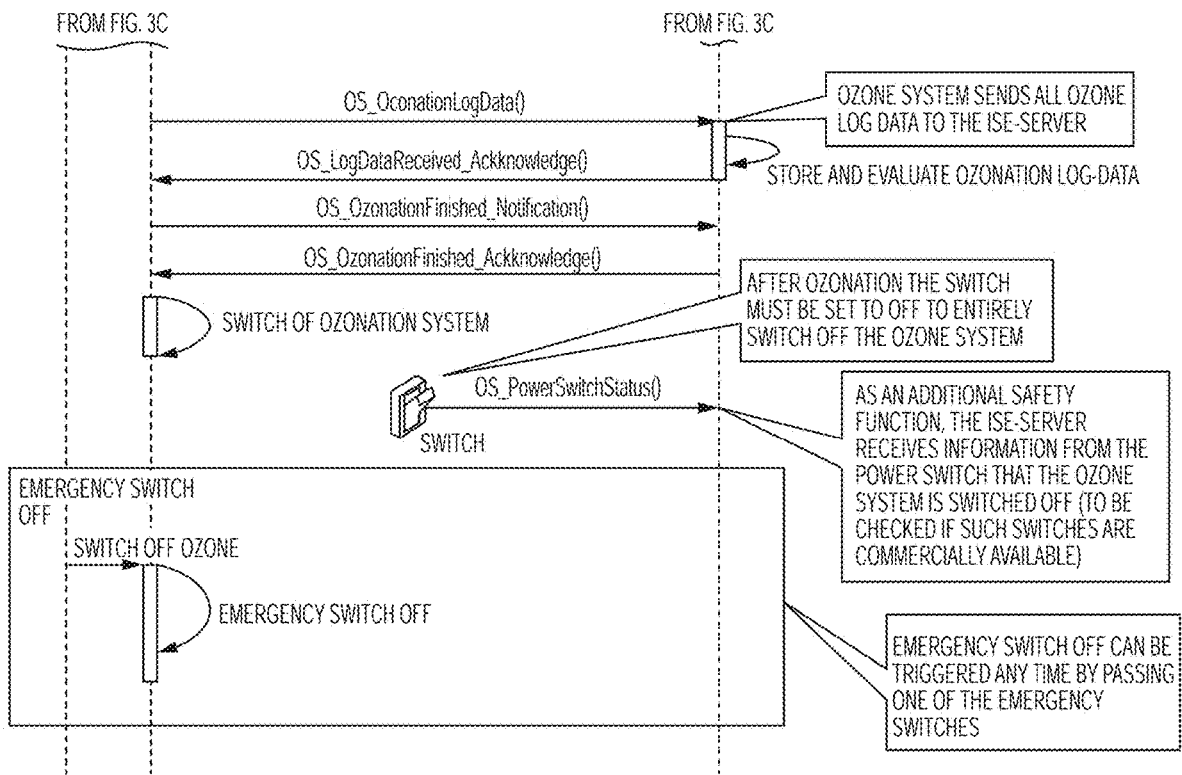 FROM FIG. 3C
FROM FIG. 3C
OS_OconationLogData()
OZONE SYSTEM SENDS ALL OZONE
LOG DATA TO THE ISE-SERVER
OS_LogDataReceived_Ackknowledge()
STORE AND EVALUATE OZONATION LOG-DATA
OS_OzonationFinished_Notification()
OS_OzonationFinished_Ackknowledge()
AFTER OZONATION THE SWITCH
MUST BE SET TO OFF TO ENTIRELY
SWITCH OFF THE OZONE SYSTEM
SWITCH OF OZONATION SYSTEM
OS_PowerSwitchStatus()
SWITCH
AS AN ADDITIONAL SAFETY
FUNCTION, THE ISE-SERVER
RECEIVES INFORMATION FROM THE
POWER SWITCH THAT THE OZONE
SYSTEM IS SWITCHED OFF (TO BE
CHECKED IF SUCH SWITCHES ARE
COMMERCIALLY AVAILABLE)
EMERGENCY SWITCH
OFF
SWITCH OFF OZONE
EMERGENCY SWITCH OFF
EMERGENCY SWITCH OFF CAN BE
TRIGGERED ANY TIME BY PASSING
ONE OF THE EMERGENCY
SWITCHES